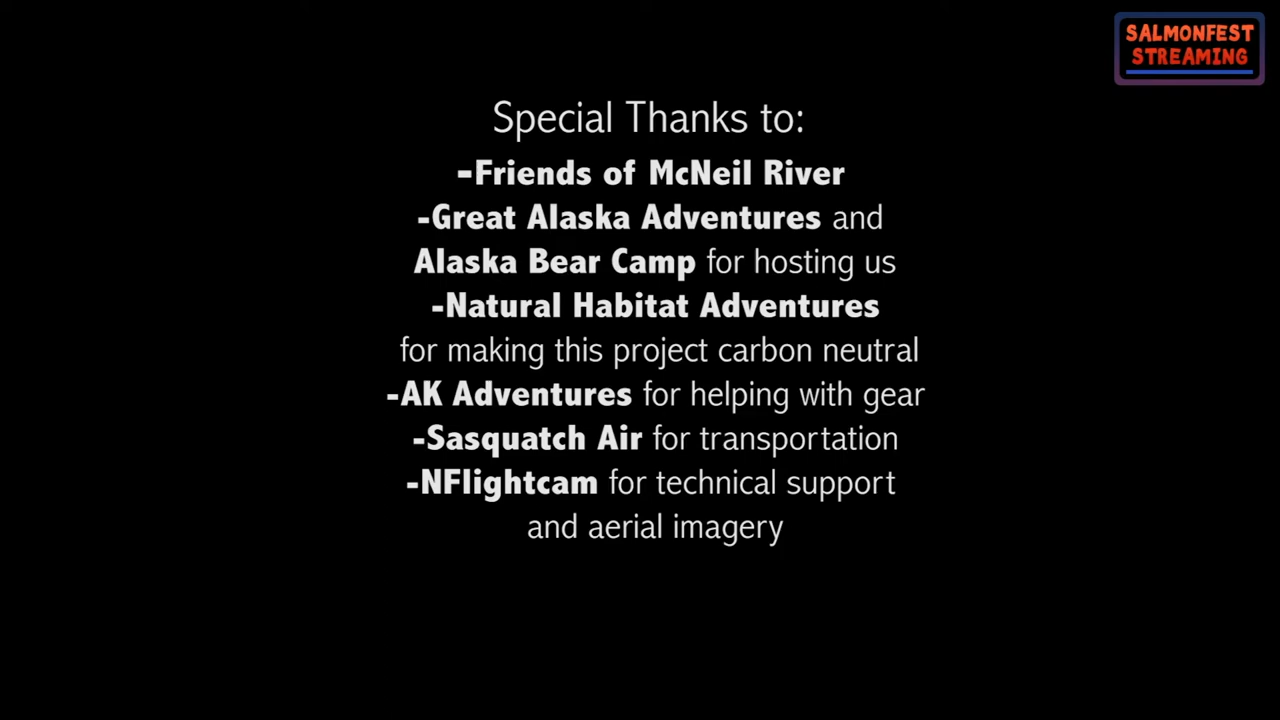 SALMONFEST
STREAMING
Special Thanks to:
-Friends of McNeil River
-Great Alaska Adventures and
Alaska Bear Camp for hosting us
-Natural Habitat Adventures
for making this project carbon neutral
-AK Adventures for helping with gear
-Sasquatch Air for transportation
-NFlightcam for technical support
and aerial imagery